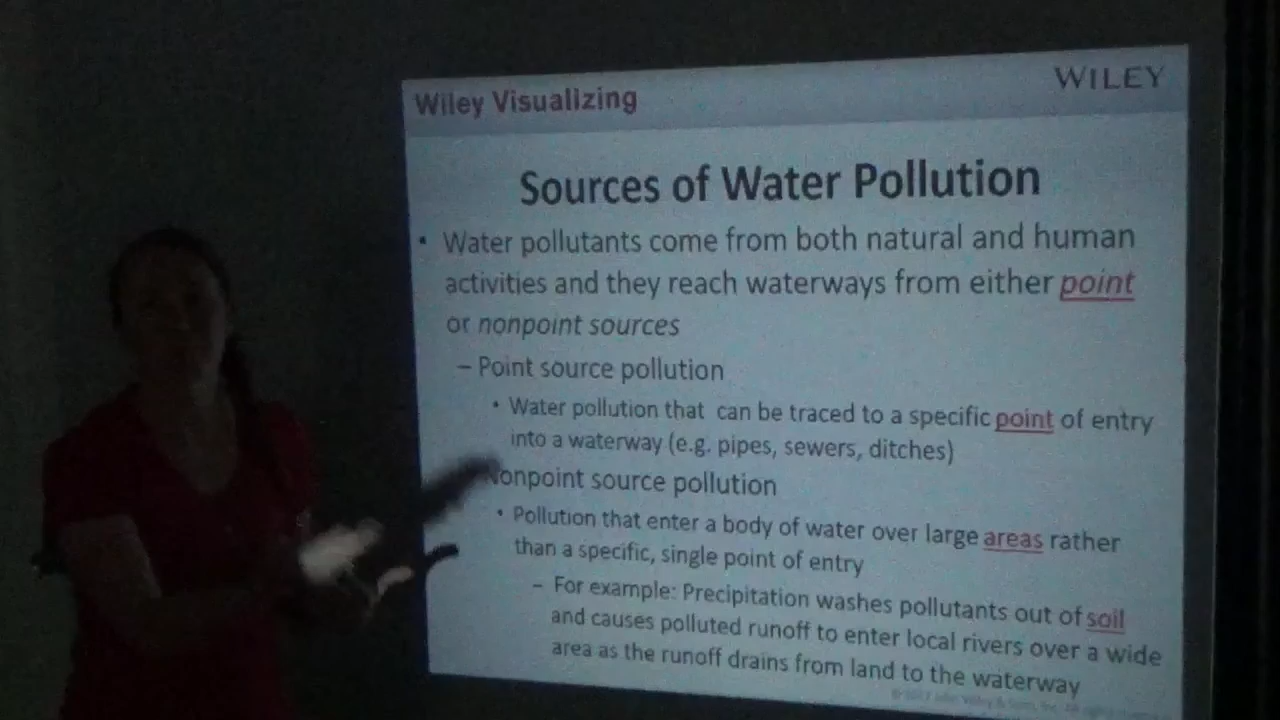 Wiley Visualizing
WILEY
Sources of Water Pollution
• Water pollutants come from both natural and human
activities and they reach waterways from either point
or nonpoint sources
– Point source pollution
• Water pollution that can be traced to a specific point of entry
into a waterway (e.g. pipes, sewers, ditches)
Nonpoint source pollution
• Pollution that enter a body of water over large areas rather
than a specific, single point of entry
– For example: Precipitation washes pollutants out of soil
and causes polluted runoff to enter local rivers over a wide
area as the runoff drains from land to the waterway